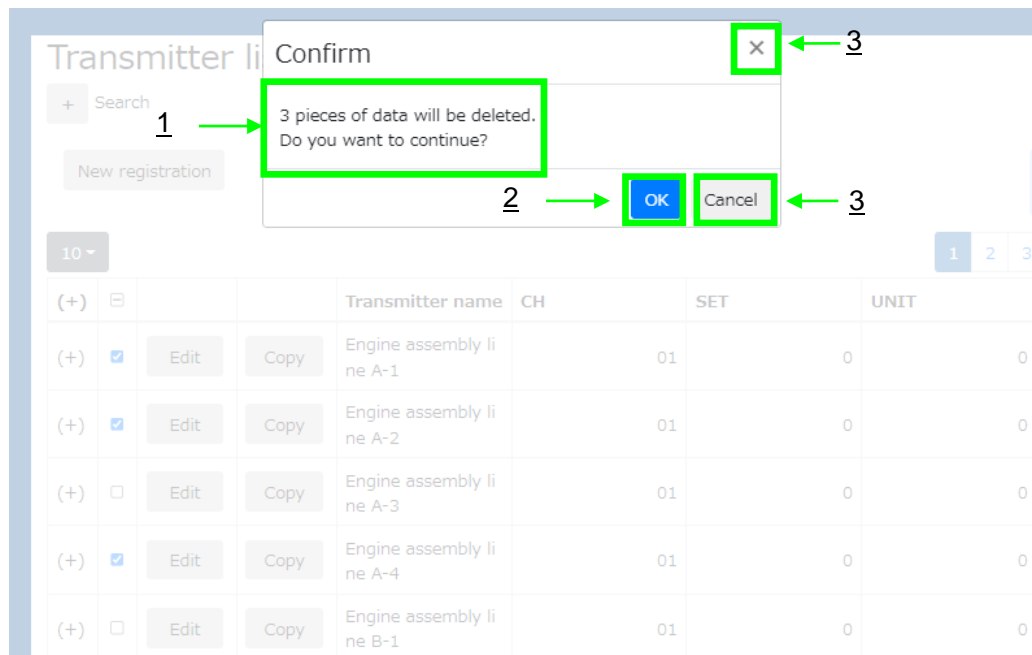 Transmitter li
Confirm
×
3
+ Search
1
3 pieces of data will be deleted.
Do you want to continue?
New registration
2
OK
Cancel
3
10
1 2 3
(+) Transmitter name CH SET UNIT
(+) Edit Copy Engine assembly li
ne A-1 01 0 0
(+) Edit Copy Engine assembly li
ne A-2 01 0 0
(+) Edit Copy Engine assembly li
ne A-3 01 0 0
(+) Edit Copy Engine assembly li
ne A-4 01 0 0
(+) Edit Copy Engine assembly li
ne B-1 01 0 0